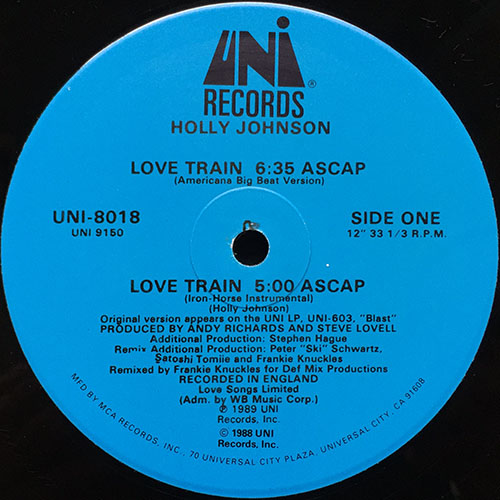 UNI®
RECORDS
HOLLY JOHNSON
LOVE TRAIN 6:35 ASCAP
(Americana Big Beat Version)
UNI-8018
UNI 9150
SIDE ONE
12" 33 1/3 R.P.M.
LOVE TRAIN 5:00 ASCAP
(Iron-Horse Instrumental)
(Holly Johnson)
Original version appears on the UNI LP, UNI-603, "Blast"
PRODUCED BY ANDY RICHARDS AND STEVE LOVELL
Additional Production: Stephen Hague
Remix Additional Production: Peter "Ski" Schwartz,
Satoshi Tomiie and Frankie Knuckles
Remixed by Frankie Knuckles for Def Mix Productions
RECORDED IN ENGLAND
Love Songs Limited
(Adm. by WB Music Corp.)
℗ 1989 UNI
Records, Inc.
© 1988 UNI
Records, Inc.
MFD BY MCA RECORDS, INC., 70 UNIVERSAL CITY PLAZA, UNIVERSAL CITY, CA 91608